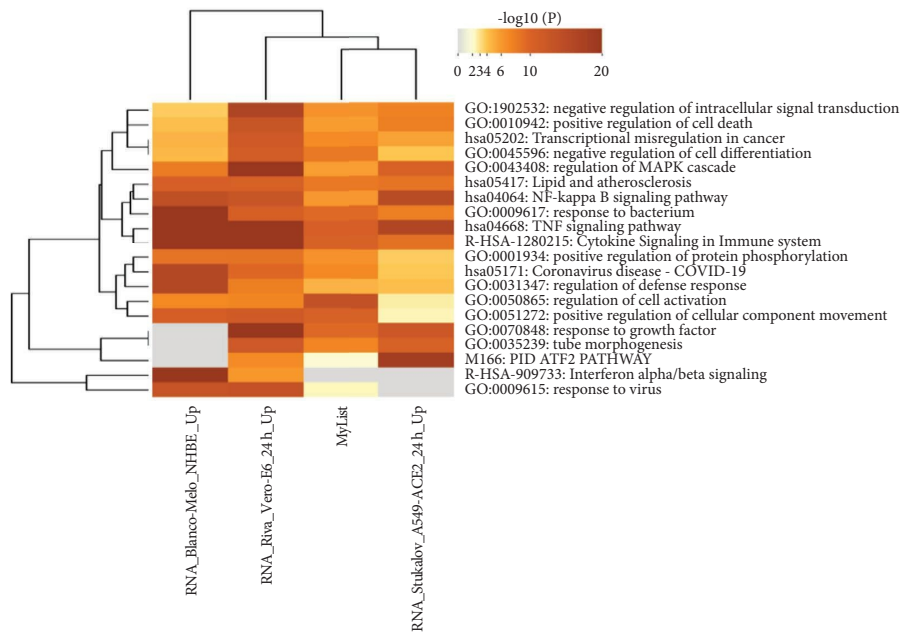 -log10 (P)
0 2 3 4 6 10 20
GO:1902532: negative regulation of intracellular signal transduction
GO:0010942: positive regulation of cell death
hsa05202: Transcriptional misregulation in cancer
GO:0045596: negative regulation of cell differentiation
GO:0043408: regulation of MAPK cascade
hsa05417: Lipid and atherosclerosis
hsa04064: NF-kappa B signaling pathway
GO:0009617: response to bacterium
hsa04668: TNF signaling pathway
R-HSA-1280215: Cytokine Signaling in Immune system
GO:0001934: positive regulation of protein phosphorylation
hsa05171: Coronavirus disease - COVID-19
GO:0031347: regulation of defense response
GO:0050865: regulation of cell activation
GO:0051272: positive regulation of cellular component movement
GO:0070848: response to growth factor
GO:0035239: tube morphogenesis
M166: PID ATF2 PATHWAY
R-HSA-909733: Interferon alpha/beta signaling
GO:0009615: response to virus
RNA_Blanco-Melo_NHBE_Up
RNA_Riva_Vero-E6_24 h_Up
MyList
RNA_Stukalov_A549-ACE2_24 h_Up